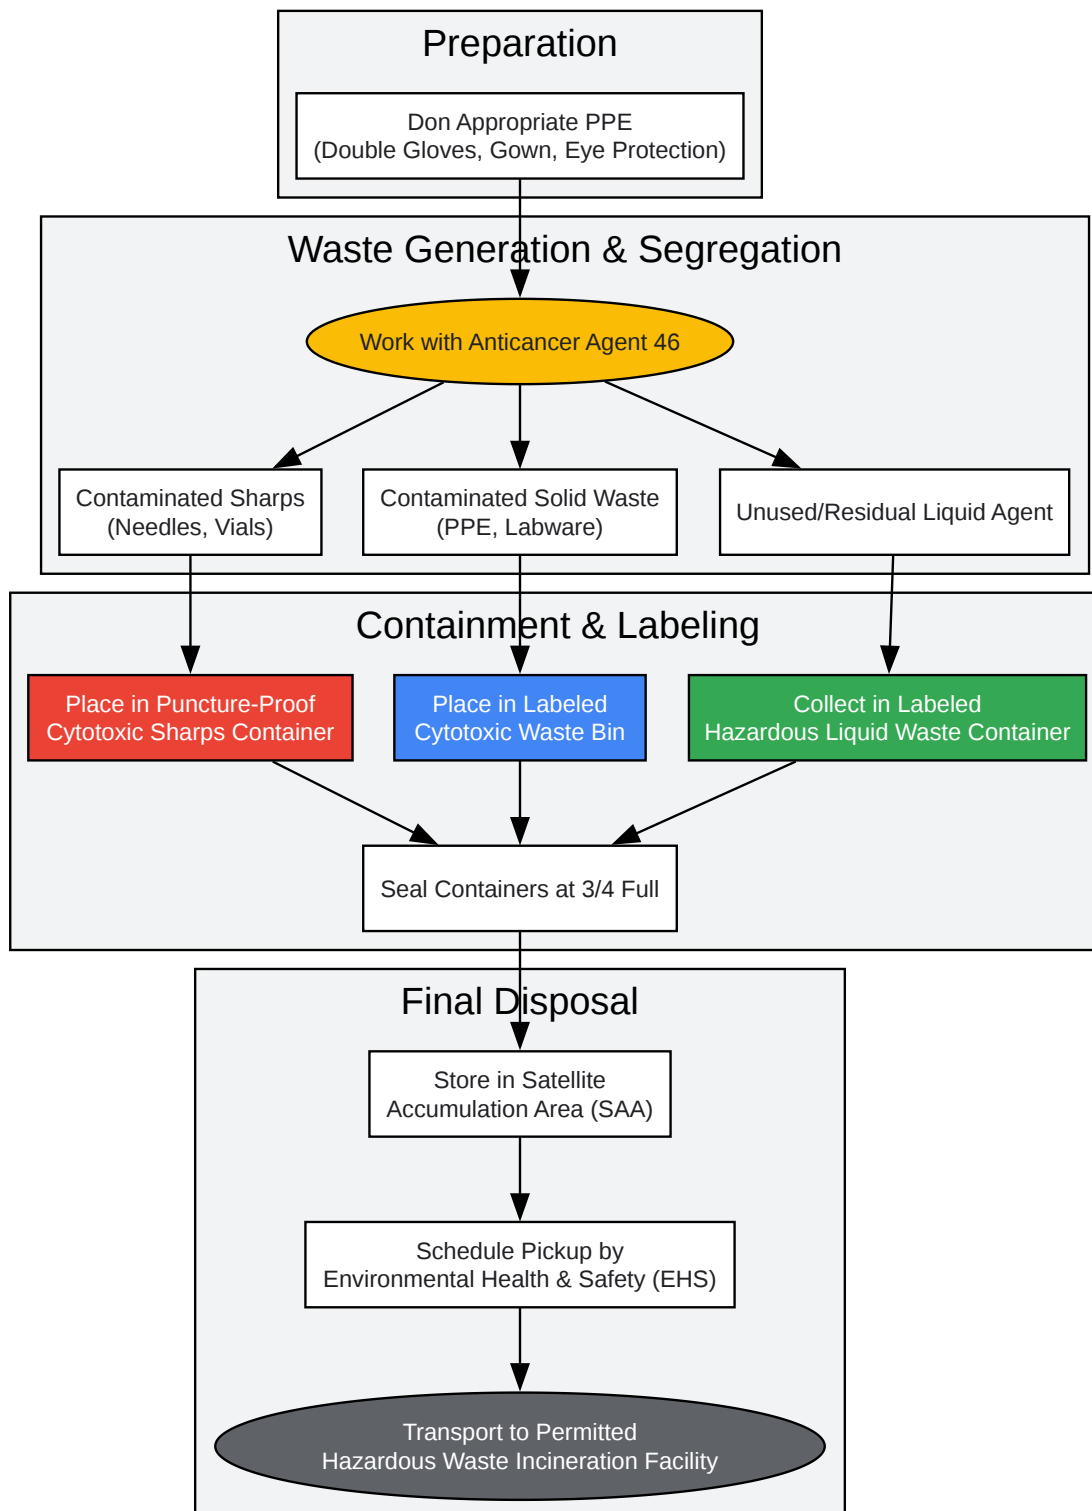 Preparation
Don Appropriate PPE
(Double Gloves, Gown, Eye Protection)
Waste Generation & Segregation
Work with Anticancer Agent 46
Contaminated Sharps
(Needles, Vials)
Contaminated Solid Waste
(PPE, Labware)
Unused/Residual Liquid Agent
Containment & Labeling
Place in Puncture-Proof
Cytotoxic Sharps Container
Place in Labeled
Cytotoxic Waste Bin
Collect in Labeled
Hazardous Liquid Waste Container
Seal Containers at 3/4 Full
Final Disposal
Store in Satellite
Accumulation Area (SAA)
Schedule Pickup by
Environmental Health & Safety (EHS)
Transport to Permitted
Hazardous Waste Incineration Facility